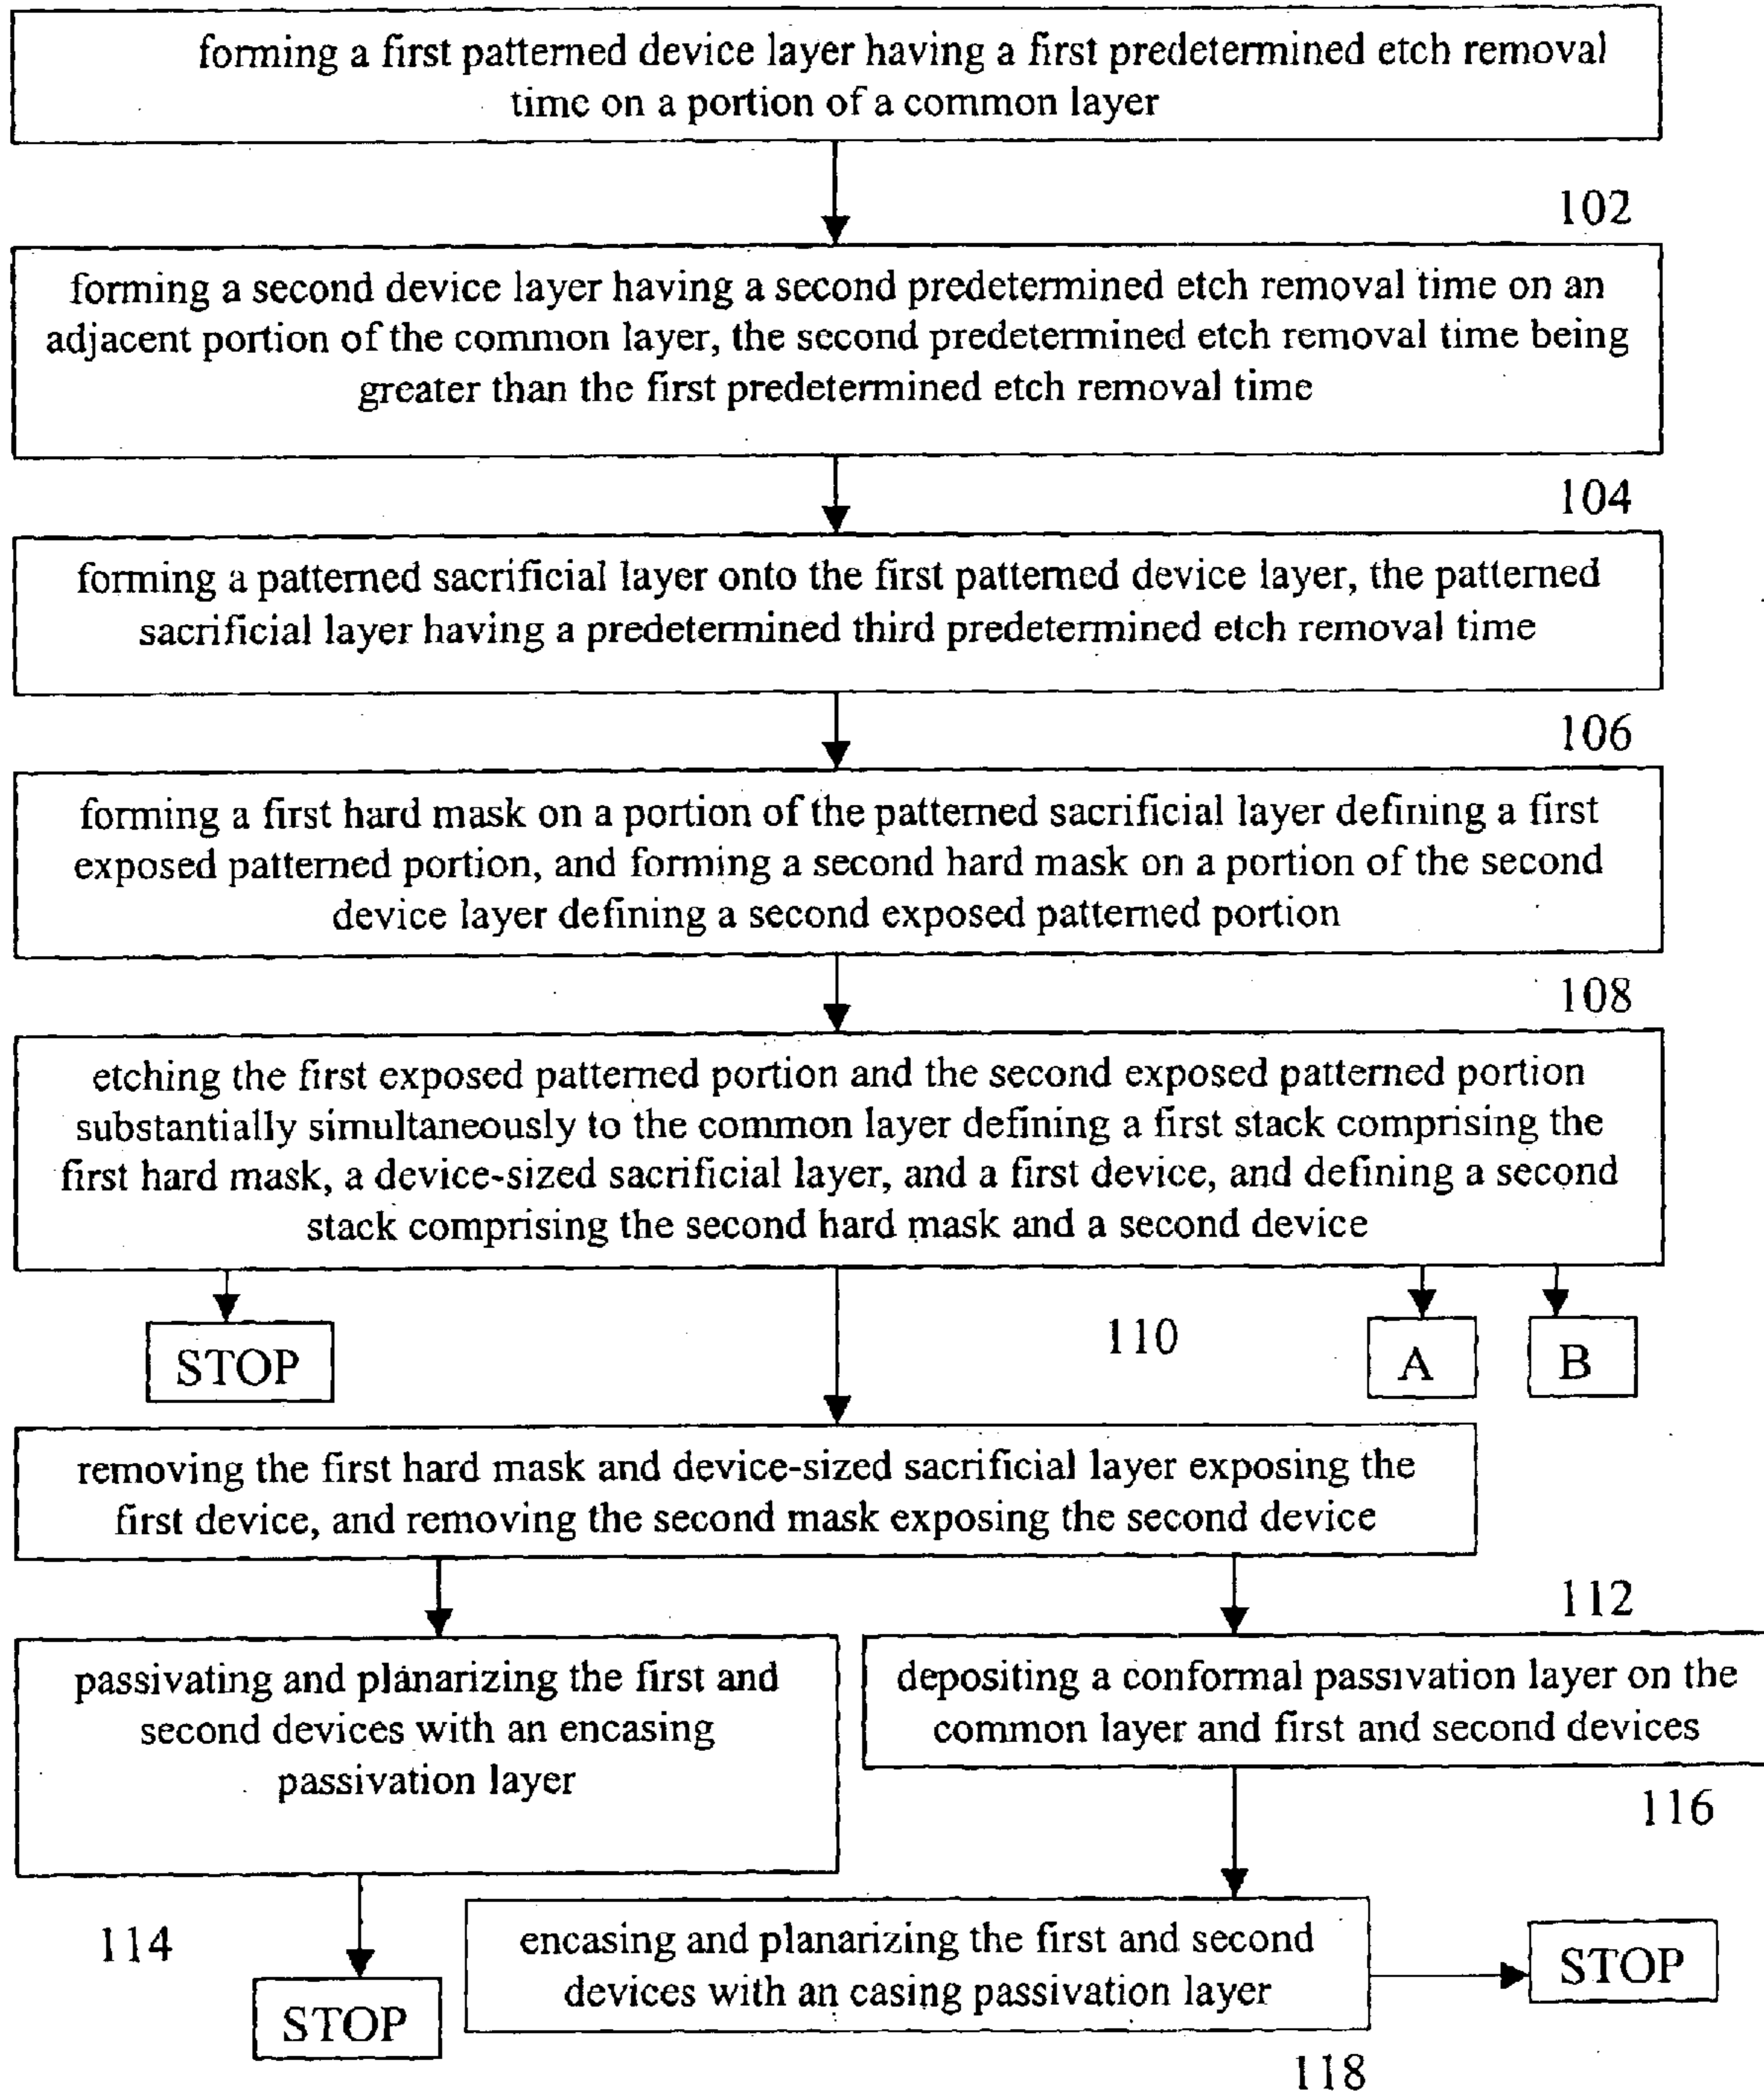 forming a first patterned device layer having a first predetermined etch removal
time on a portion of a common layer
102
forming a second device layer having a second predetermined etch removal time on an
adjacent portion of the common layer, the second predetermined etch removal time being
greater than the first predetermined etch removal time
104
forming a patterned sacrificial layer onto the first patterned device layer, the patterned
sacrificial layer having a predetermined third predetermined etch removal time
106
forming a first hard mask on a portion of the patterned sacrificial layer defining a first
exposed patterned portion, and forming a second hard mask on a portion of the second
device layer defining a second exposed patterned portion
108
etching the first exposed patterned portion and the second exposed patterned portion
substantially simultaneously to the common layer defining a first stack comprising the
first hard mask, a device-sized sacrificial layer, and a first device, and defining a second
stack comprising the second hard mask and a second device
STOP
110
A
B
removing the first hard mask and device-sized sacrificial layer exposing the
first device, and removing the second mask exposing the second device
112
passivating and planarizing the first and
second devices with an encasing
passivation layer
depositing a conformal passivation layer on the
common layer and first and second devices
116
114
STOP
encasing and planarizing the first and second
devices with an casing passivation layer
STOP
118